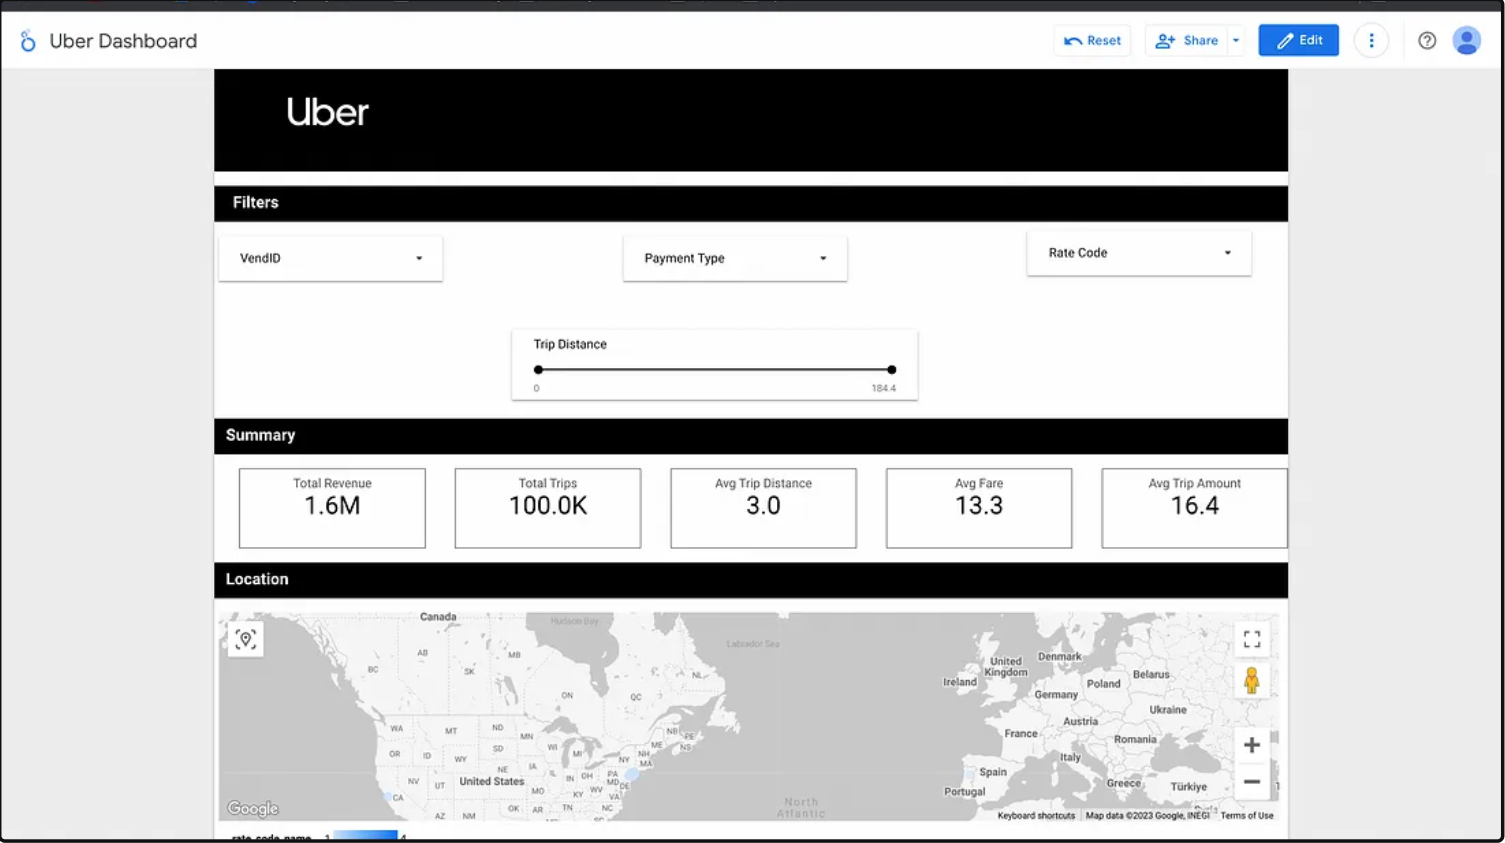 Uber Dashboard
Reset
Share
Edit
Uber
Filters
VendID
Payment Type
Rate Code
Trip Distance
0
184.4
Summary
Total Revenue
1.6M
Total Trips
100.0K
Avg Trip Distance
3.0
Avg Fare
13.3
Avg Trip Amount
16.4
Location
Canada
Hudson Bay
Labrador Sea
AB
MB
BC
SK
NL
ON
QC
United
Kingdom
Denmark
Ireland
Poland
Belarus
Germany
Ukraine
Austria
France
Romania
Italy
Spain
Portugal
Greece
Türkiye
WA
MT
ND
MN
NB
PE
OR
ID
SD
WI
MI
ME
NS
NH
WY
NY
MA
NE
IA
NV
UT
United States
IL
IN
OH
PA
MD
DE
CA
MO
KY
WV
VA
OK
AR
TN
NC
AZ
NM
North
Atlantic
Google
Keyboard shortcuts
Map data ©2023 Google, INEGI
Terms of Use
rate_code_name
1
4